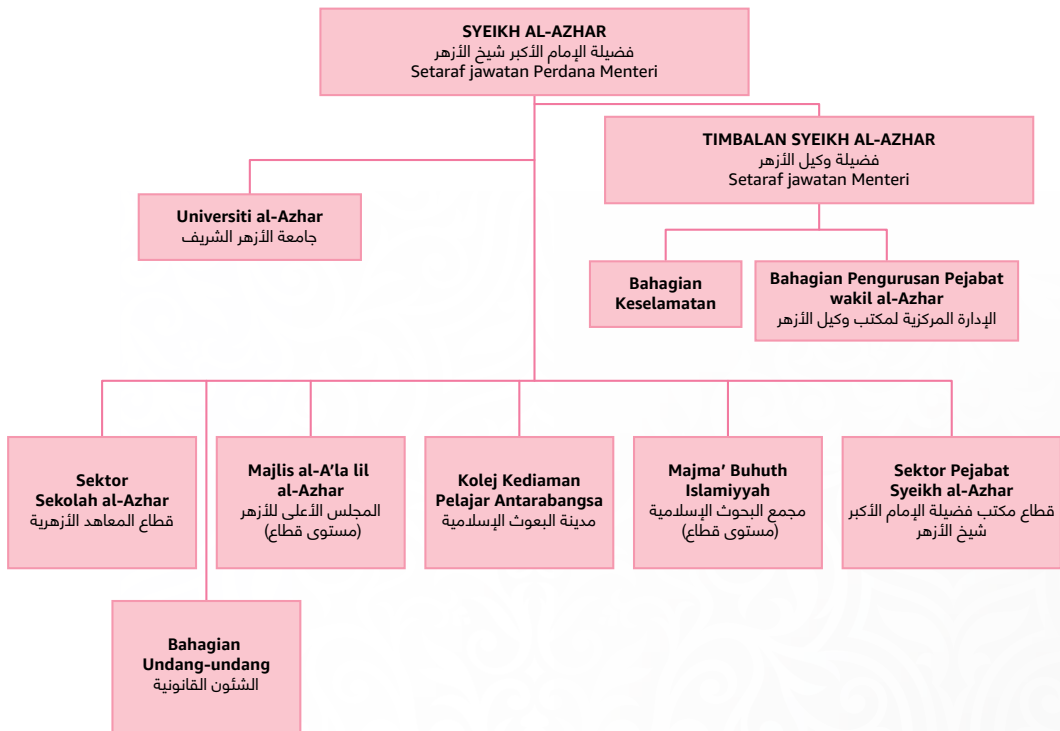 SYEIKH AL-AZHAR
فضيلة الإمام الأكبر شيخ الأزهر
Setaraf jawatan Perdana Menteri
TIMBALAN SYEIKH AL-AZHAR
فضيلة وكيل الأزهر
Setaraf jawatan Menteri
Universiti al-Azhar
جامعة الأزهر الشريف
Bahagian
Keselamatan
Bahagian Pengurusan Pejabat
wakil al-Azhar
الإدارة المركزية لمكتب وكيل الأزهر
Sektor
Sekolah al-Azhar
قطاع المعاهد الأزهرية
Majlis al-A’la lil
al-Azhar
المجلس الأعلى للأزهر
(مستوى قطاع)
Kolej Kediaman
Pelajar Antarabangsa
مدينة البعوث الإسلامية
Majma’ Buhuth
Islamiyyah
مجمع البحوث الإسلامية
(مستوى قطاع)
Sektor Pejabat
Syeikh al-Azhar
قطاع مكتب فضيلة الإمام الأكبر
شيخ الأزهر
Bahagian
Undang-undang
الشئون القانونية